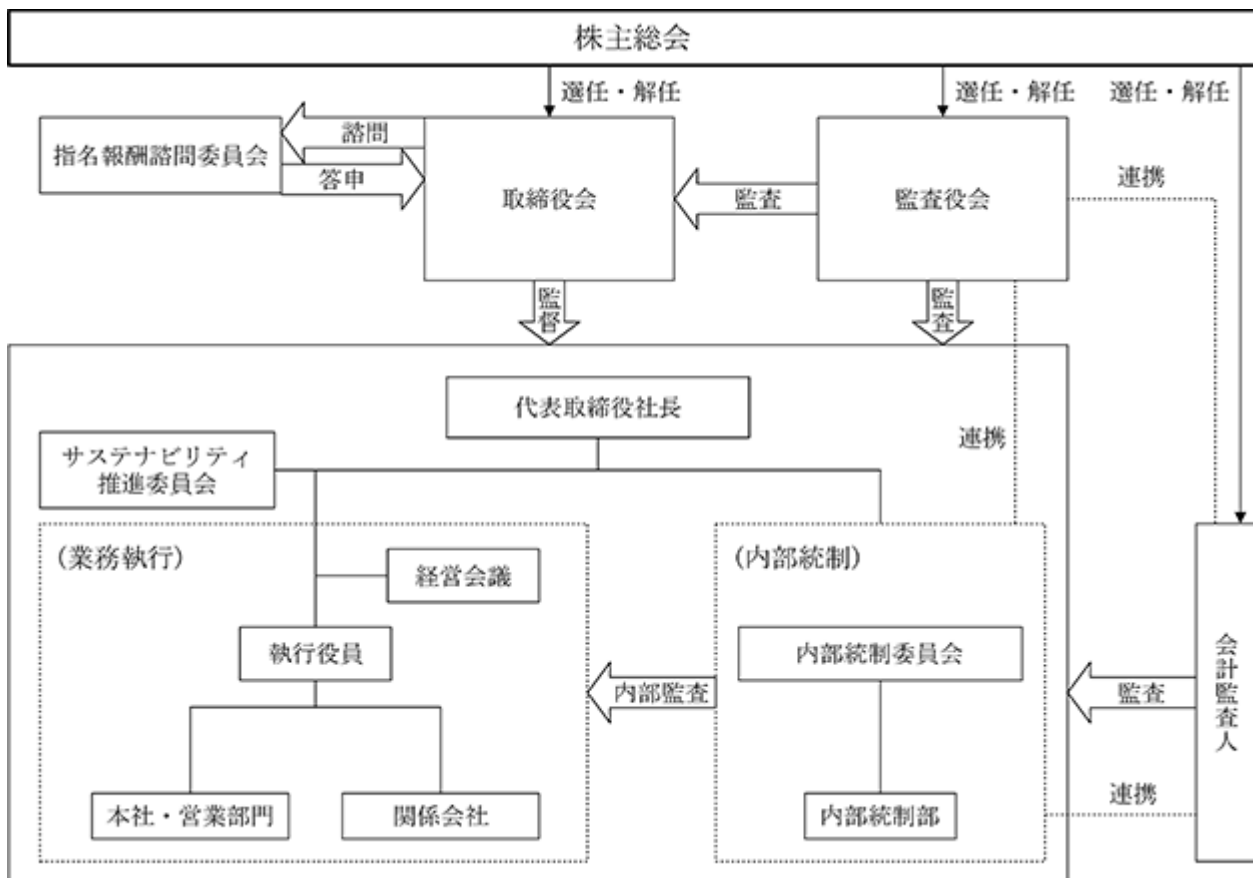 株主総会
選任・解任
選任・解任
選任・解任
指名報酬諮問委員会
諮問
答申
取締役会
監査
監査役会
連携
監督
監査
代表取締役社長
サステナビリティ
推進委員会
連携
(業務執行)
経営会議
執行役員
本社・営業部門
関係会社
内部監査
(内部統制)
内部統制委員会
内部統制部
監査
連携
会計監査人